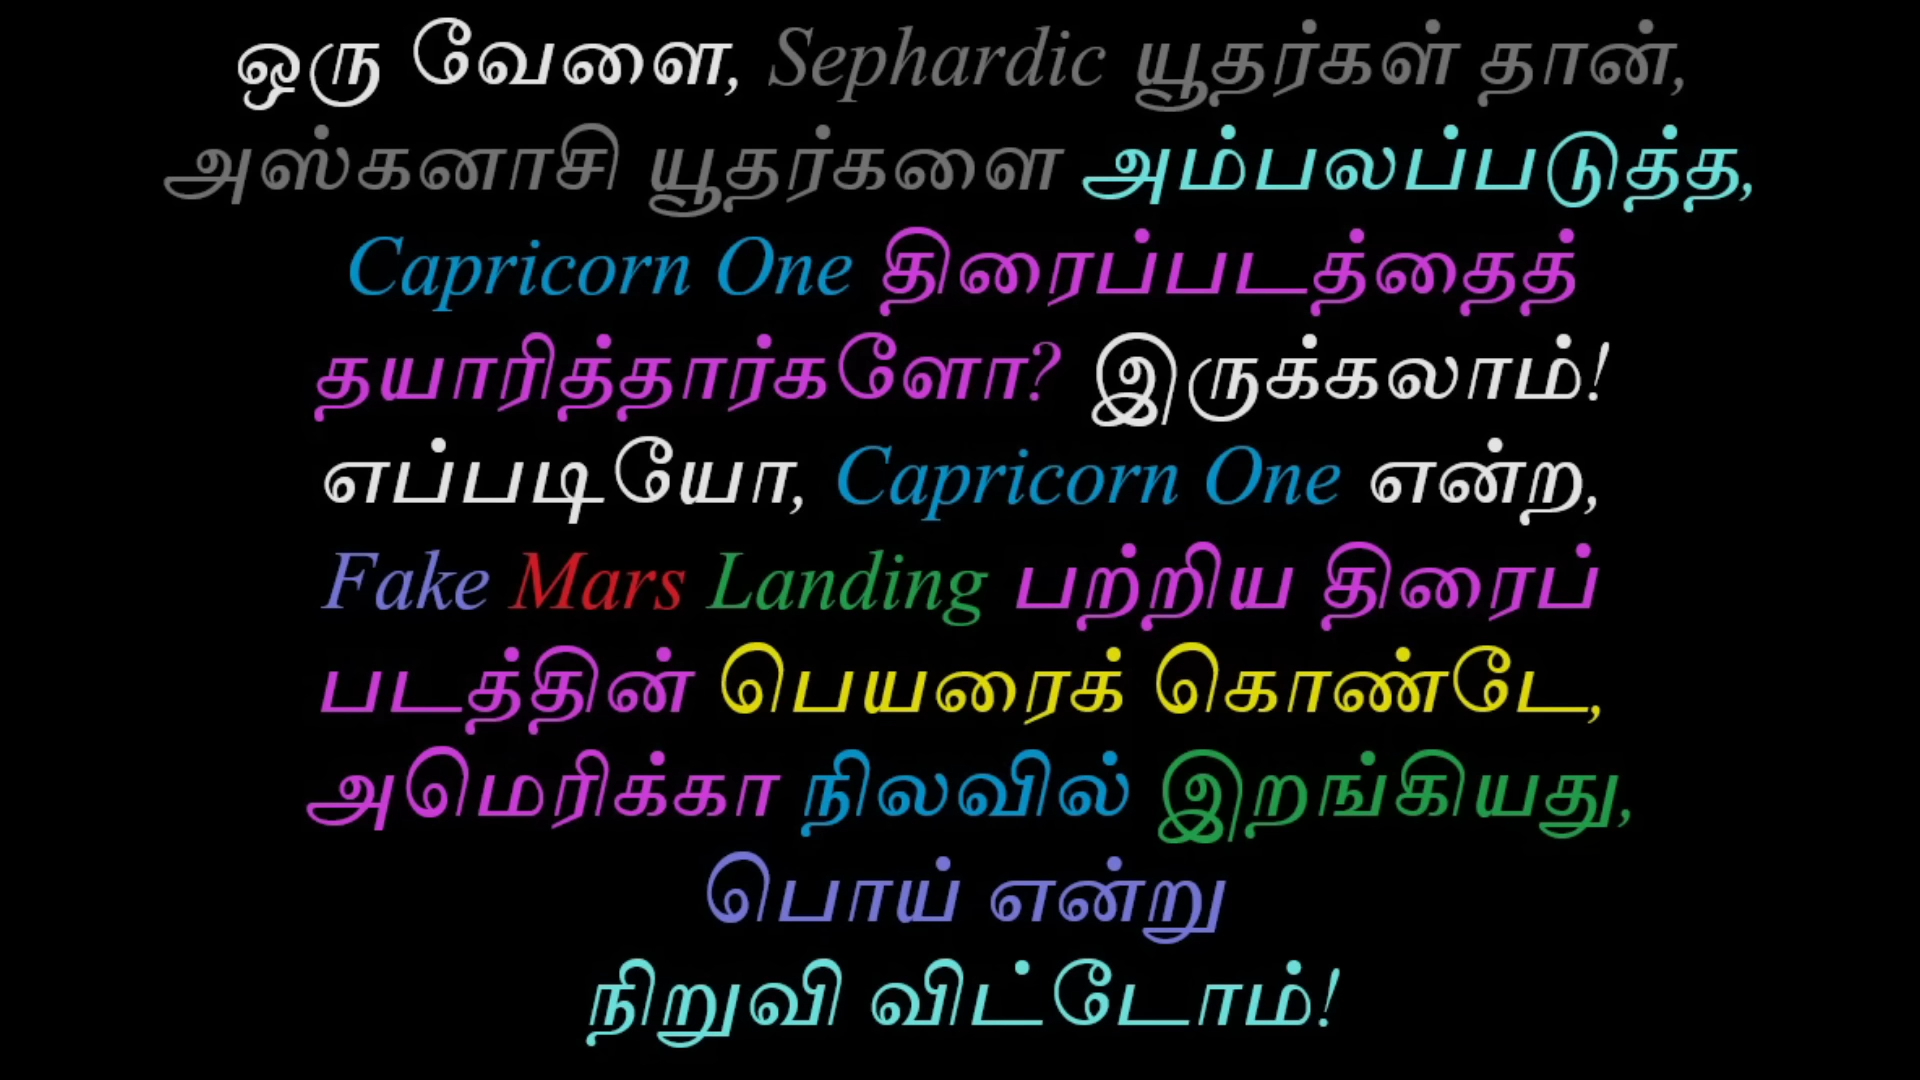 ஒரு வேளை, Sephardic யூதர்கள் தான்,
அஸ்கனாசி யூதர்களை அம்பலப்படுத்த,
Capricorn One திரைப்படத்தைத்
தயாரித்தார்களோ? இருக்கலாம்!
எப்படியோ, Capricorn One என்ற,
Fake Mars Landing பற்றிய திரைப்
படத்தின் பெயரைக் கொண்டே,
அமெரிக்கா நிலவில் இறங்கியது,
பொய் என்று
நிறுவி விட்டோம்!